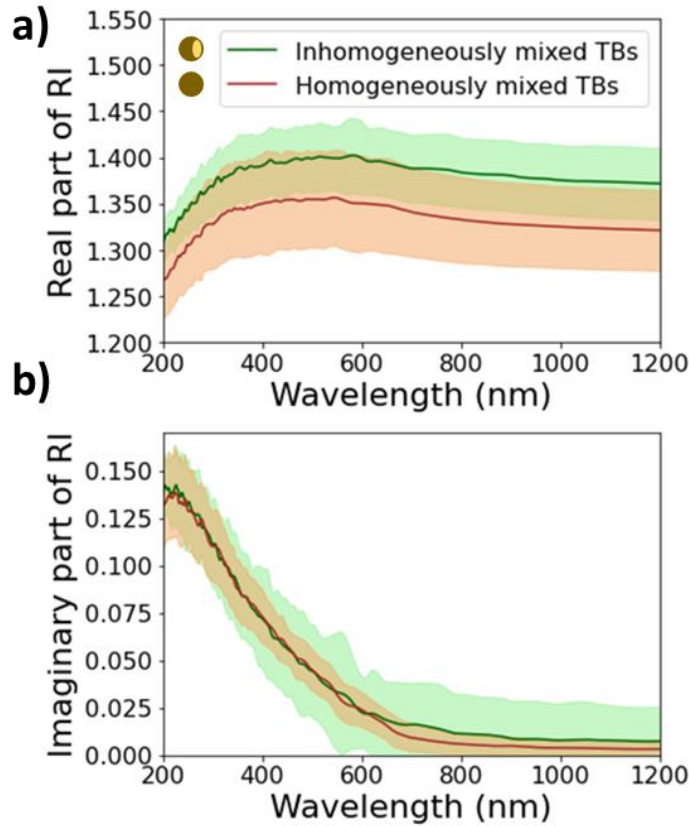 a)
Inhomogeneously mixed TBs
Homogeneously mixed TBs
Real part of RI
1.550
1.500
1.450
1.400
1.350
1.300
1.250
1.200
200 400 600 800 1000 1200
Wavelength (nm)
b)
Imaginary part of RI
0.150
0.125
0.100
0.075
0.050
0.025
0.000
200 400 600 800 1000 1200
Wavelength (nm)